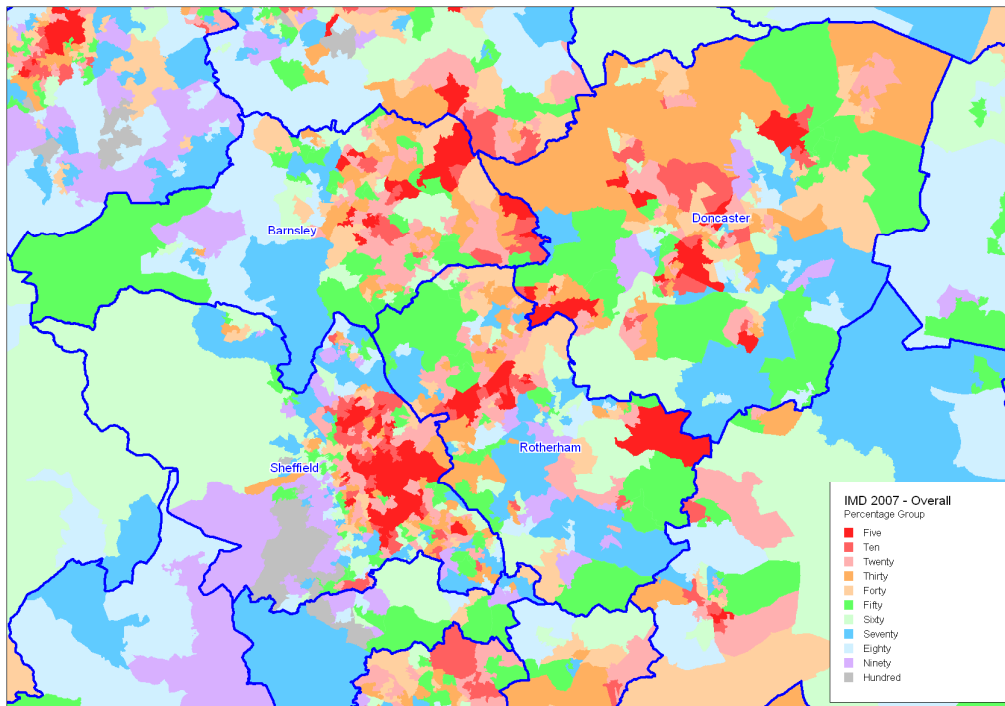 Doncaster
Barnsley
Rotherham
Sheffield
IMD 2007 - Overall
Percentage Group
Five
Ten
Twenty
Thirty
Forty
Fifty
Sixty
Seventy
Eighty
Ninety
Hundred